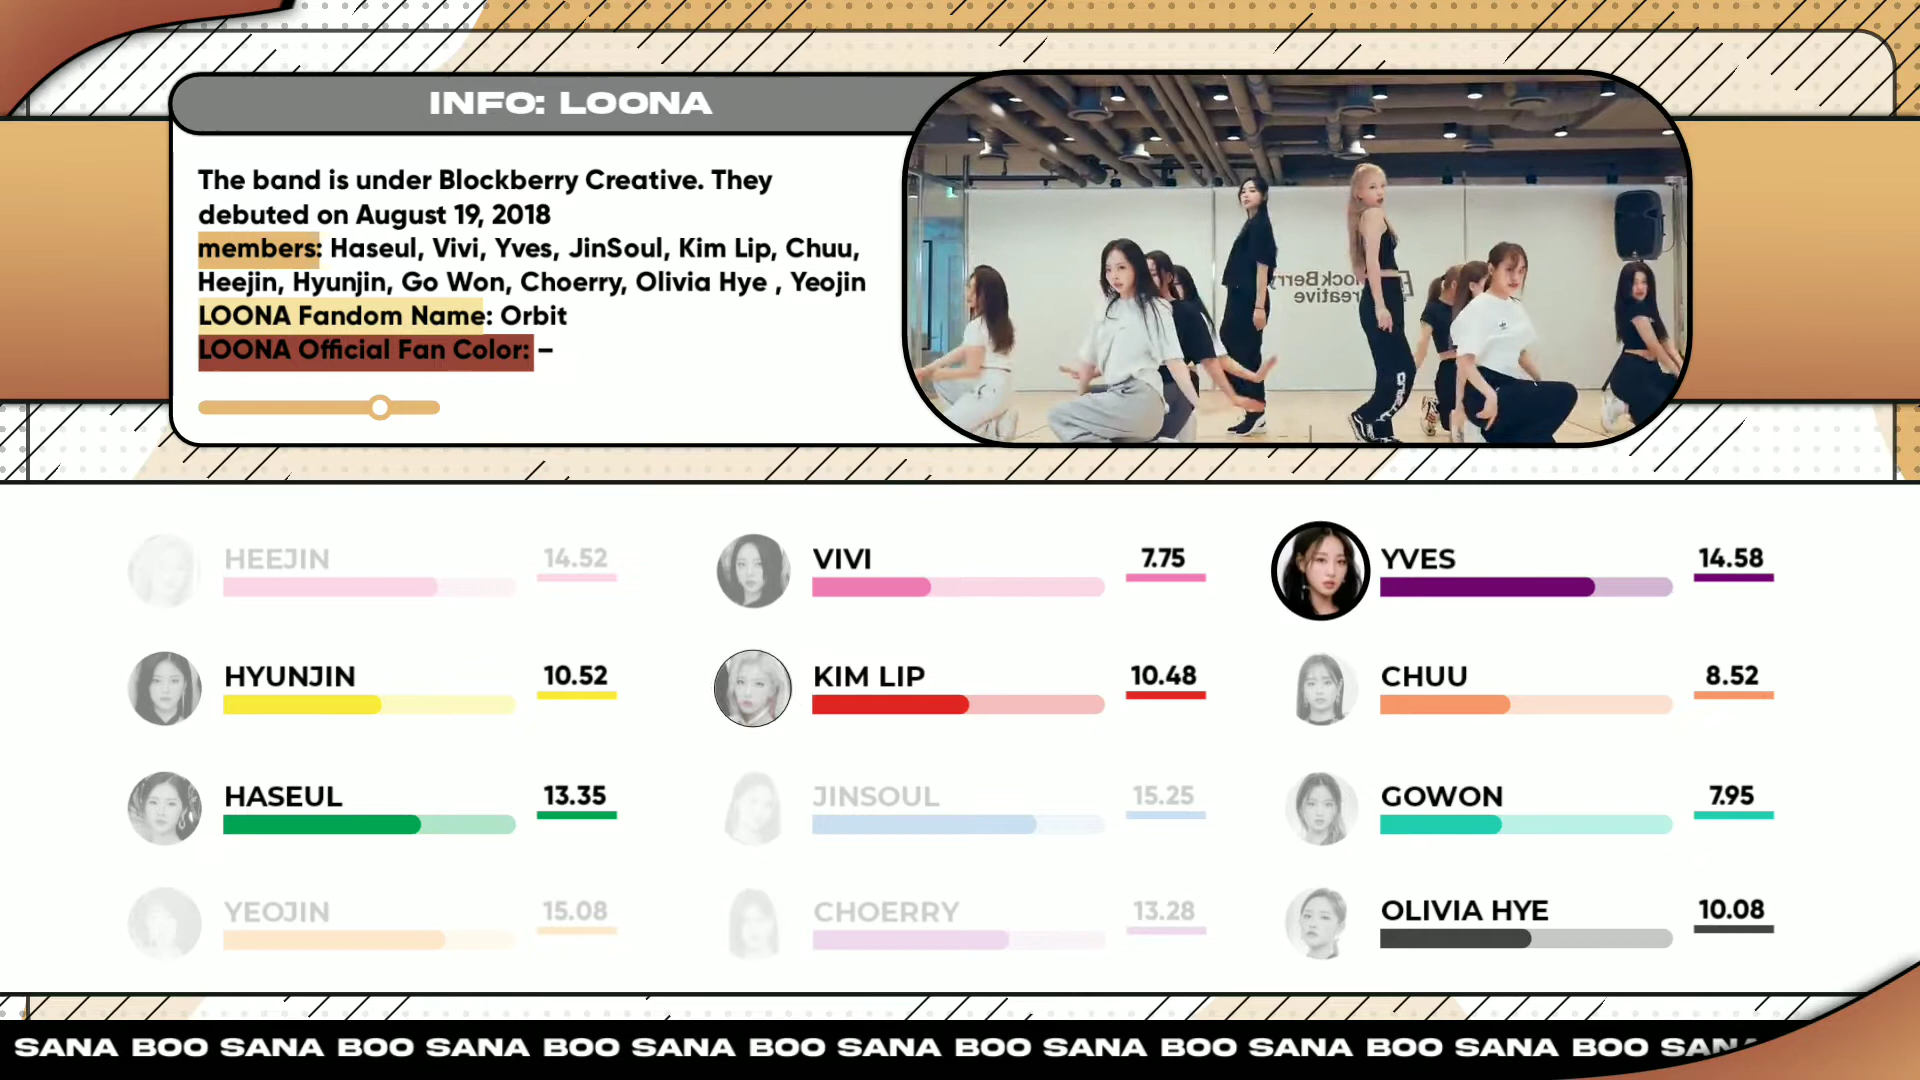 INFO: LOONA
The band is under Blockberry Creative. They
debuted on August 19, 2018
members: Haseul, Vivi, Yves, JinSoul, Kim Lip, Chuu,
Heejin, Hyunjin, Go Won, Choerry, Olivia Hye , Yeojin
LOONA Fandom Name: Orbit
LOONA Official Fan Color: –
HEEJIN 14.52
VIVI 7.75
YVES 14.58
HYUNJIN 10.52
KIM LIP 10.48
CHUU 8.52
HASEUL 13.35
JINSOUL 15.25
GOWON 7.95
YEOJIN 15.08
CHOERRY 13.28
OLIVIA HYE 10.08
SANA BOO SANA BOO SANA BOO SANA BOO SANA BOO SANA BOO SANA BOO SANA BOO SANA